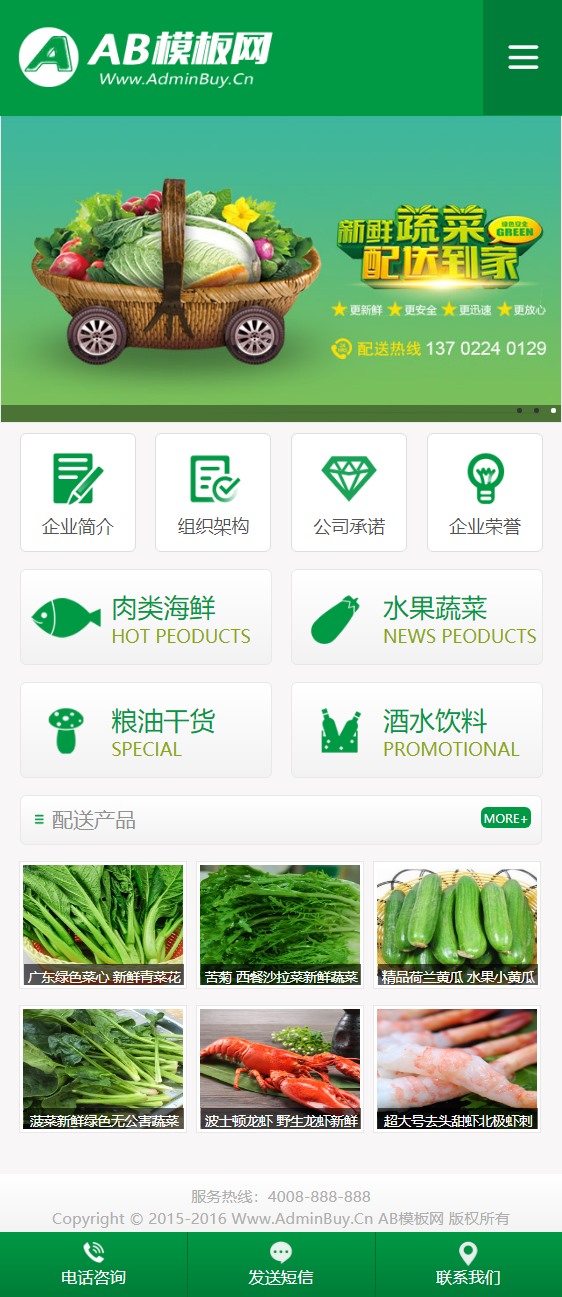 AB模板网
Www.AdminBuy.Cn
新鲜蔬菜
绿色安全
GREEN
配送到家
更新鲜 更安全 更迅速 更放心
配送热线 137 0224 0129
企业简介
组织架构
公司承诺
企业荣誉
肉类海鲜
HOT PEODUCTS
水果蔬菜
NEWS PEODUCTS
粮油干货
SPECIAL
酒水饮料
PROMOTIONAL
配送产品
MORE+
广东绿色菜心 新鲜青菜花
苦菊 西餐沙拉菜新鲜蔬菜
精品荷兰黄瓜 水果小黄瓜
菠菜新鲜绿色无公害蔬菜
波士顿龙虾 野生龙虾新鲜
超大号去头甜虾北极虾刺
服务热线：4008-888-888
Copyright © 2015-2016 Www.AdminBuy.Cn AB模板网 版权所有
电话咨询
发送短信
联系我们